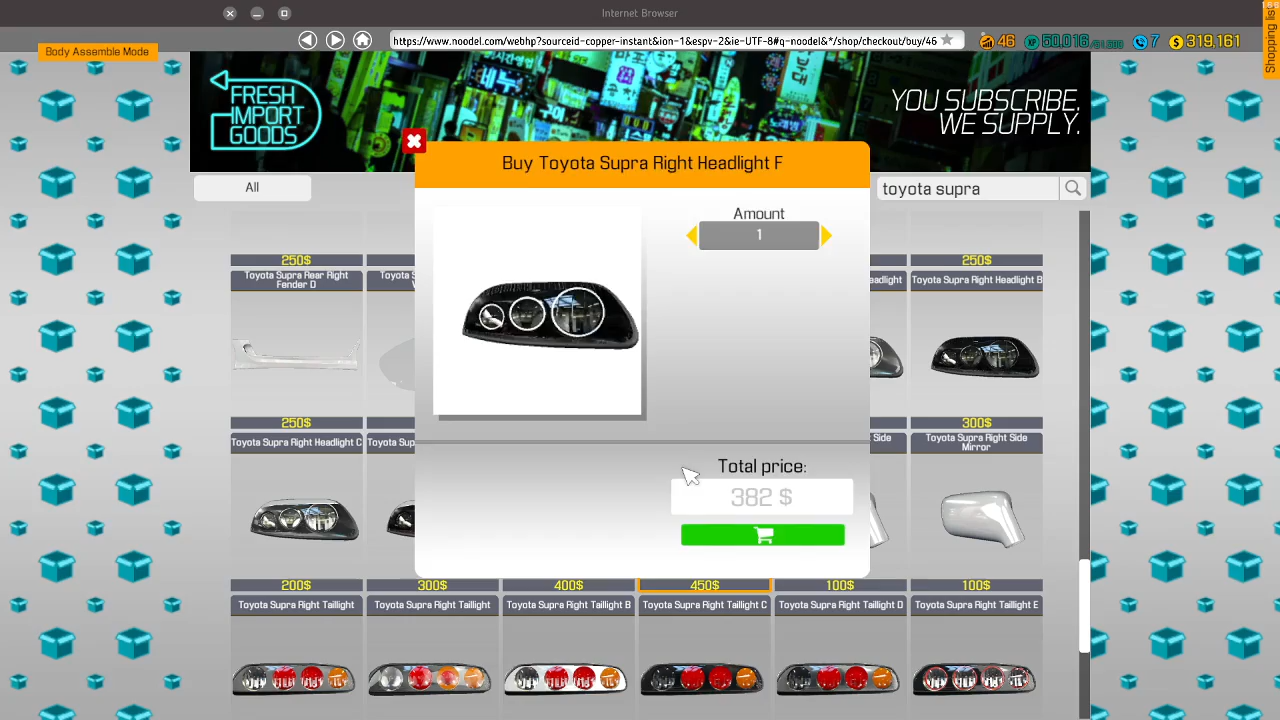 Internet Browser
Body Assemble Mode
https://www.noodel.com/webhp?sourceid-copper-instant&ion-1&espv-2&ie-UTF-8#q-noodel&*/shop/checkout/buy/46
46
XP 50,016
7
$ 319,161
Shopping list
FRESH
IMPORT
GOODS
YOU SUBSCRIBE.
WE SUPPLY.
All
toyota supra
Buy Toyota Supra Right Headlight F
Amount
1
Total price:
382 $
250$
250$
Toyota Supra Rear Right
Fender D
Toyota Supra Right Headlight B
250$
300$
Toyota Supra Right Headlight C
Side
Toyota Supra Right Side
Mirror
200$
300$
400$
450$
100$
100$
Toyota Supra Right Taillight
Toyota Supra Right Taillight
Toyota Supra Right Taillight B
Toyota Supra Right Taillight C
Toyota Supra Right Taillight D
Toyota Supra Right Taillight E